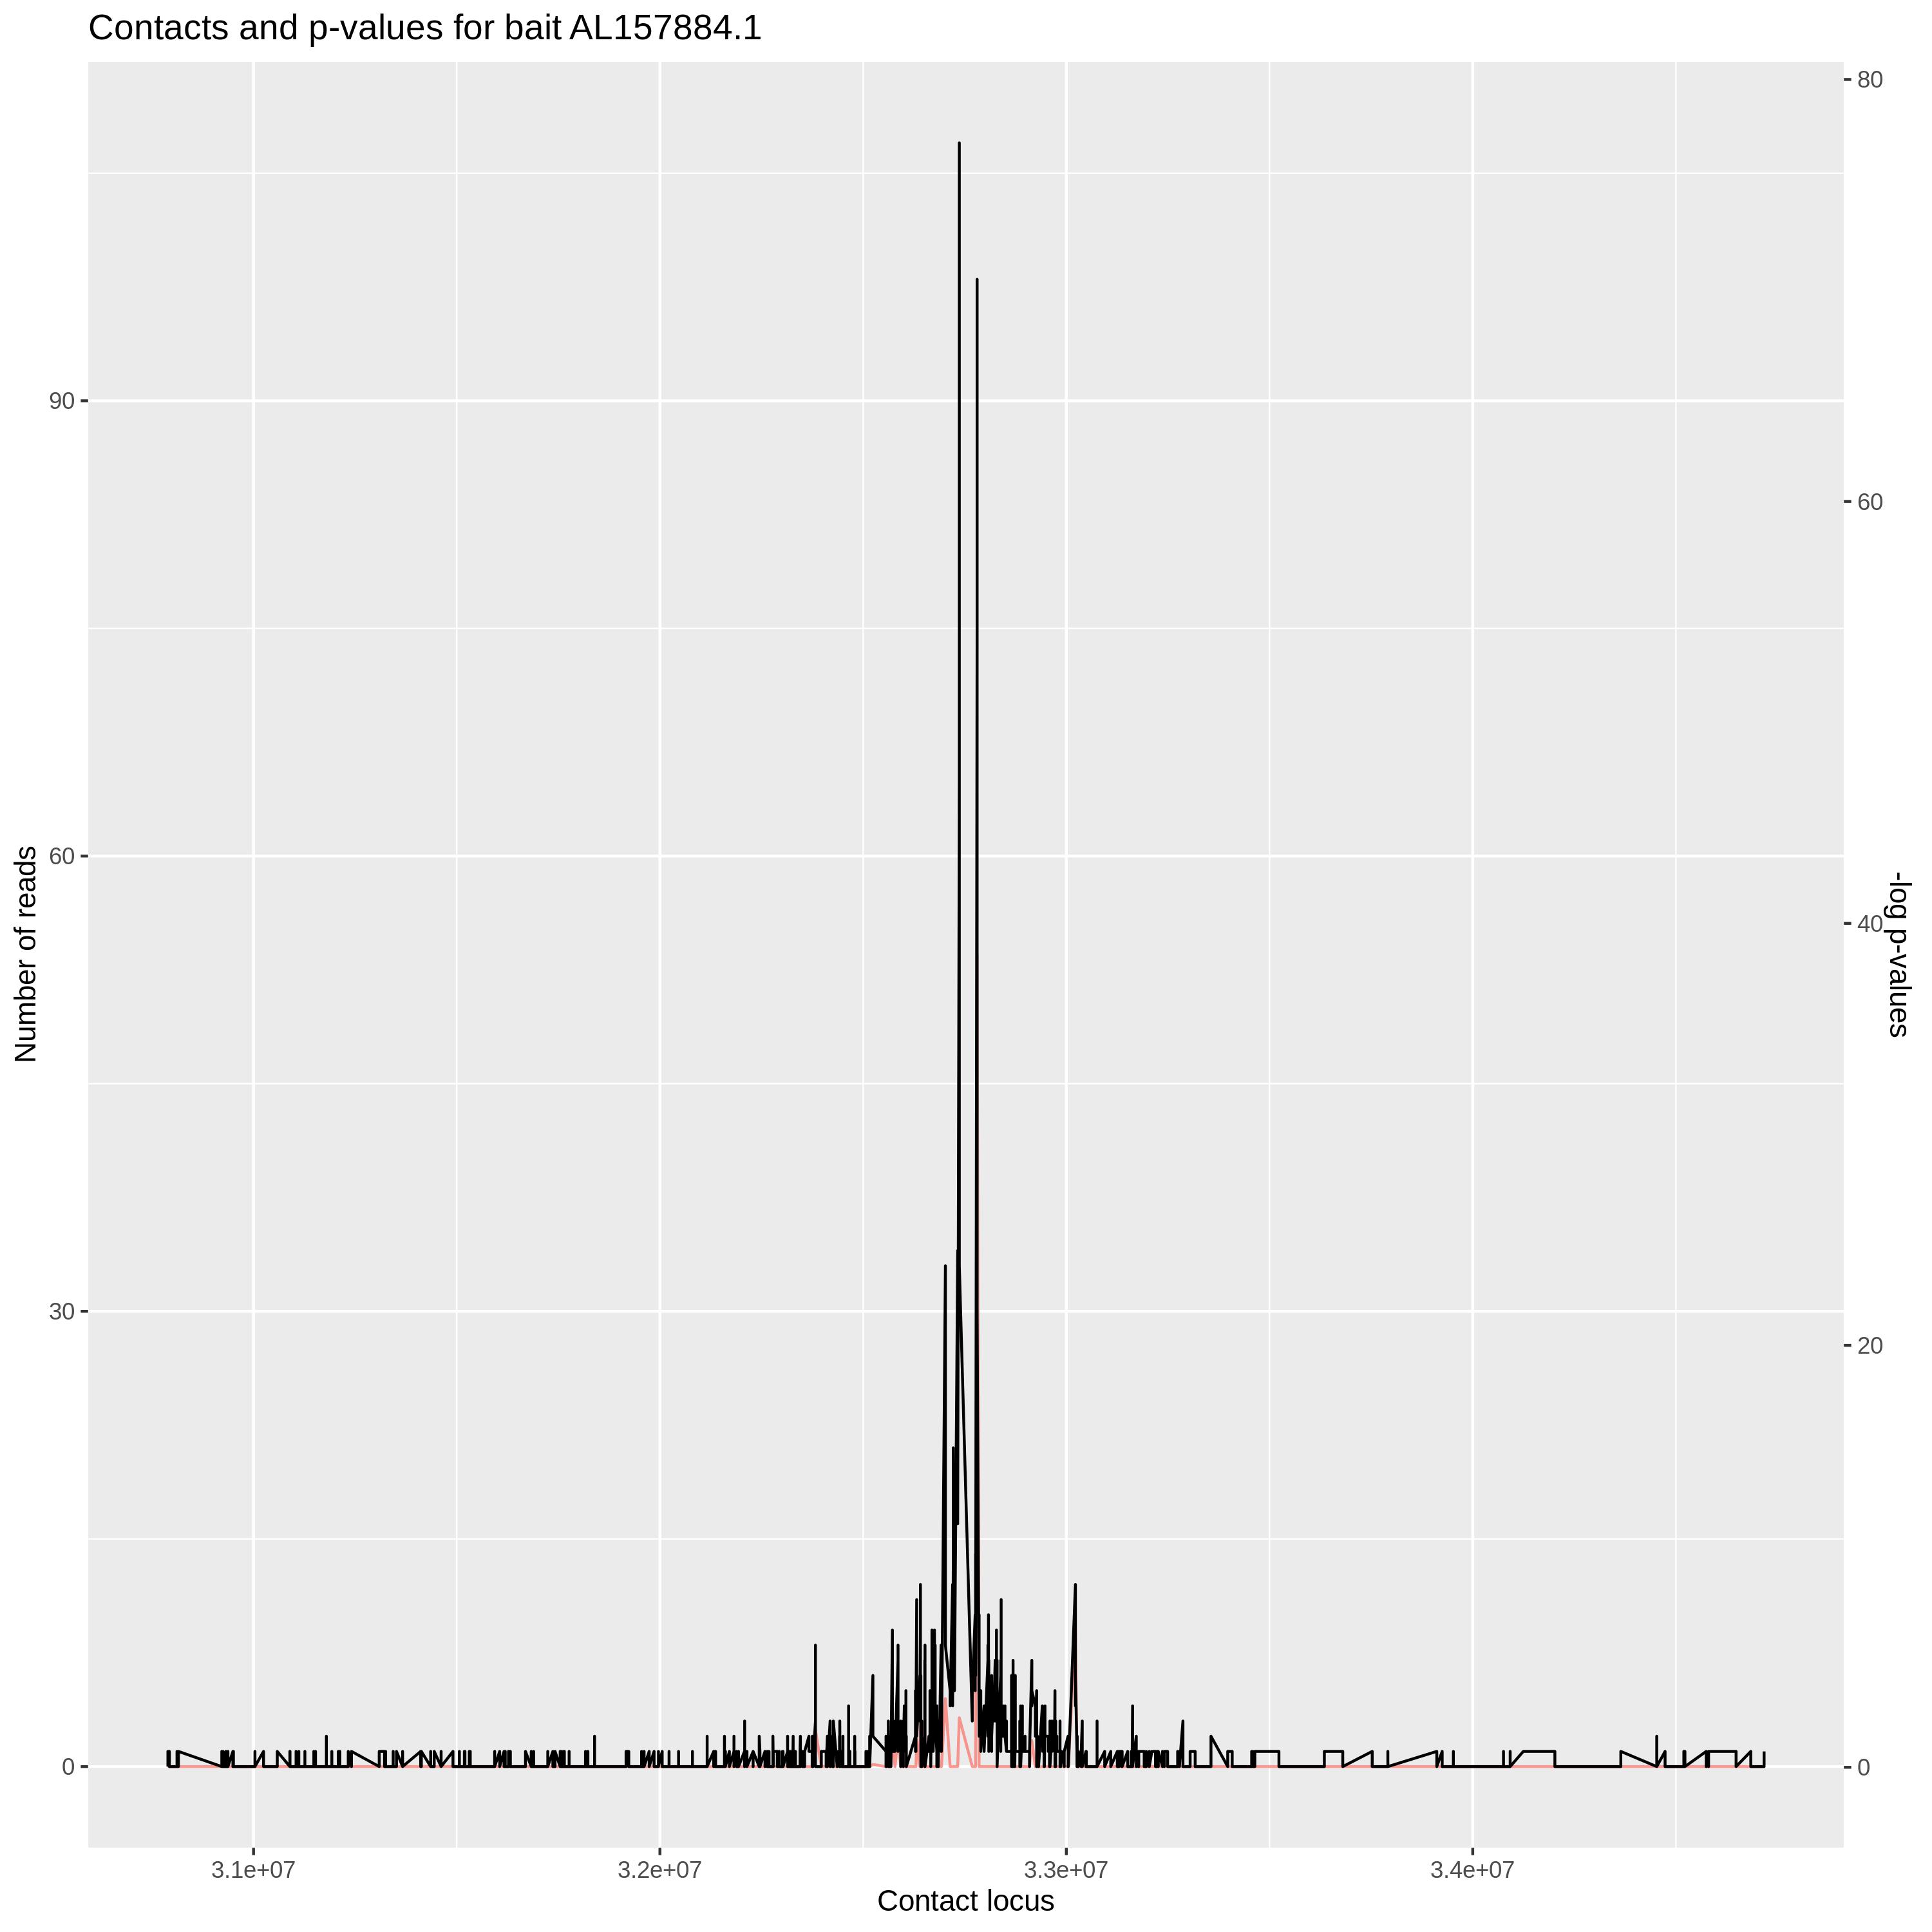 Contacts and p-values for bait AL157884.1
80
90
60
60
40
30
20
0
0
Number of reads
-log p-values
3.1e+07
3.2e+07
3.3e+07
3.4e+07
Contact locus